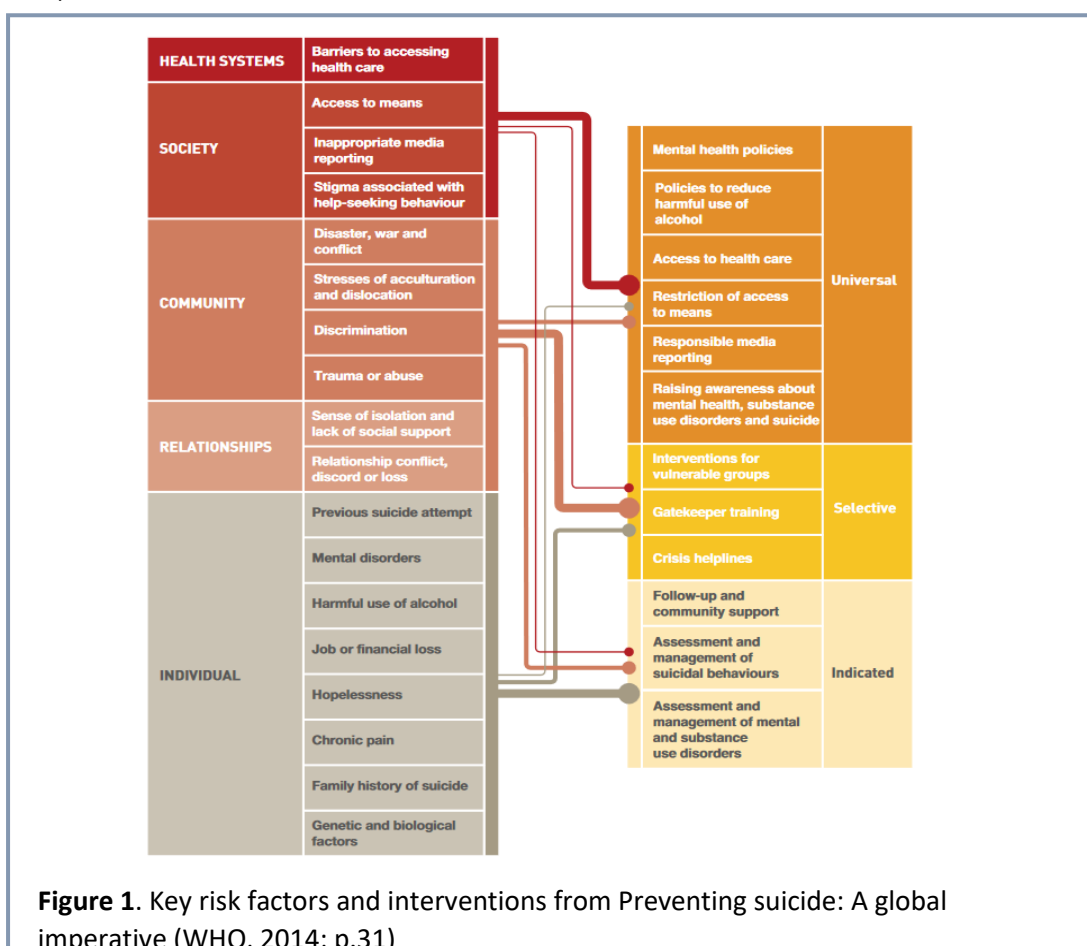 HEALTH SYSTEMS
Barriers to accessing
health care
SOCIETY
Access to means
Inappropriate media
reporting
Stigma associated with
help-seeking behaviour
COMMUNITY
Disaster, war and
conflict
Stresses of acculturation
and dislocation
Discrimination
Trauma or abuse
RELATIONSHIPS
Sense of isolation and
lack of social support
Relationship conflict,
discord or loss
INDIVIDUAL
Previous suicide attempt
Mental disorders
Harmful use of alcohol
Job or financial loss
Hopelessness
Chronic pain
Family history of suicide
Genetic and biological
factors
Mental health policies
Policies to reduce
harmful use of
alcohol
Access to health care
Restriction of access
to means
Responsible media
reporting
Raising awareness about
mental health, substance
use disorders and suicide
Universal
Interventions for
vulnerable groups
Gatekeeper training
Crisis helplines
Selective
Follow-up and
community support
Assessment and
management of
suicidal behaviours
Assessment and
management of mental
and substance
use disorders
Indicated
Figure 1. Key risk factors and interventions from Preventing suicide: A global
imperative (WHO, 2014; p.31)